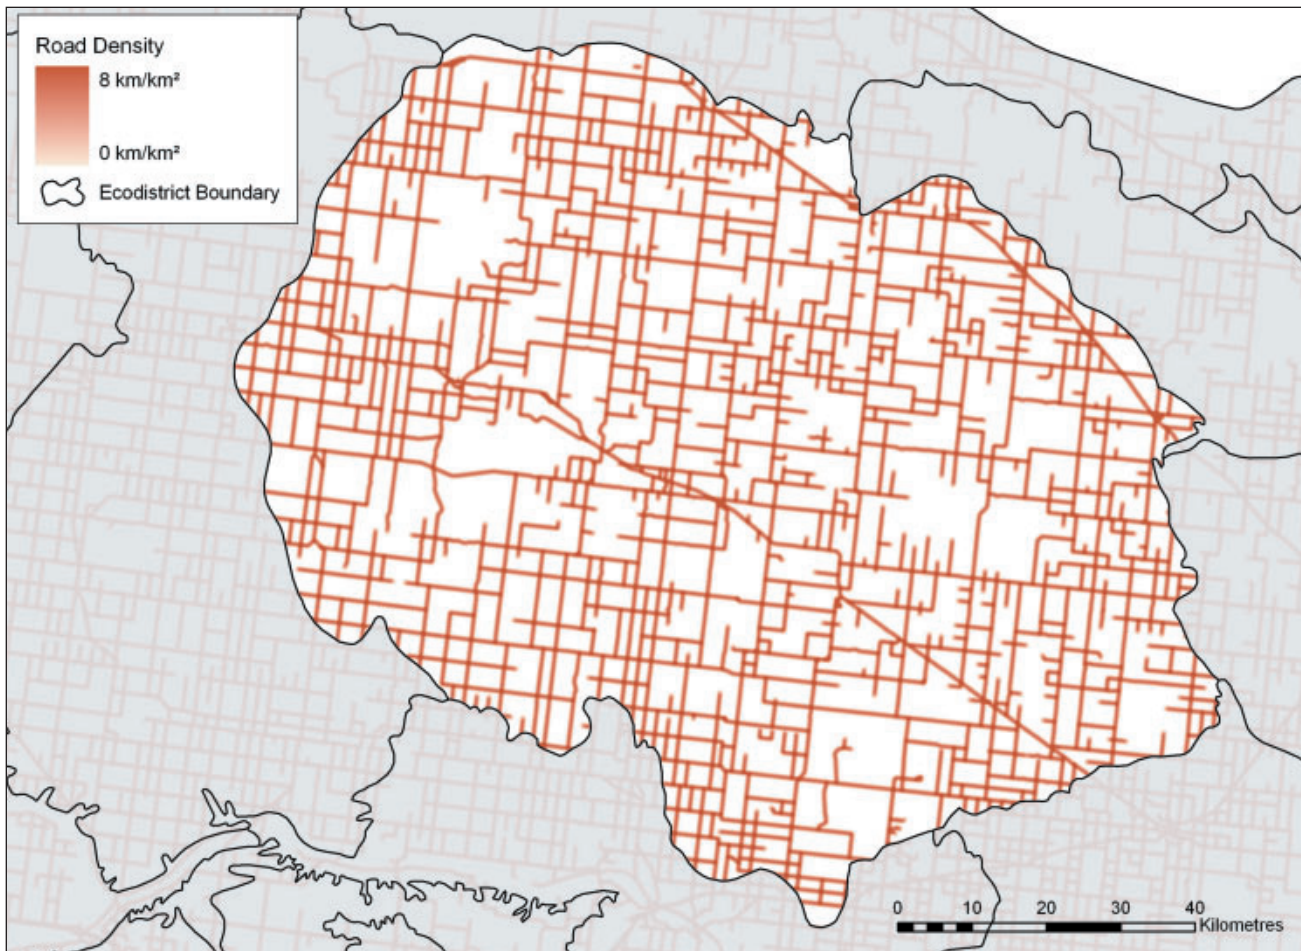 Road Density
8 km/km²
0 km/km²
Ecodistrict Boundary
0 10 20 30 40
Kilometres